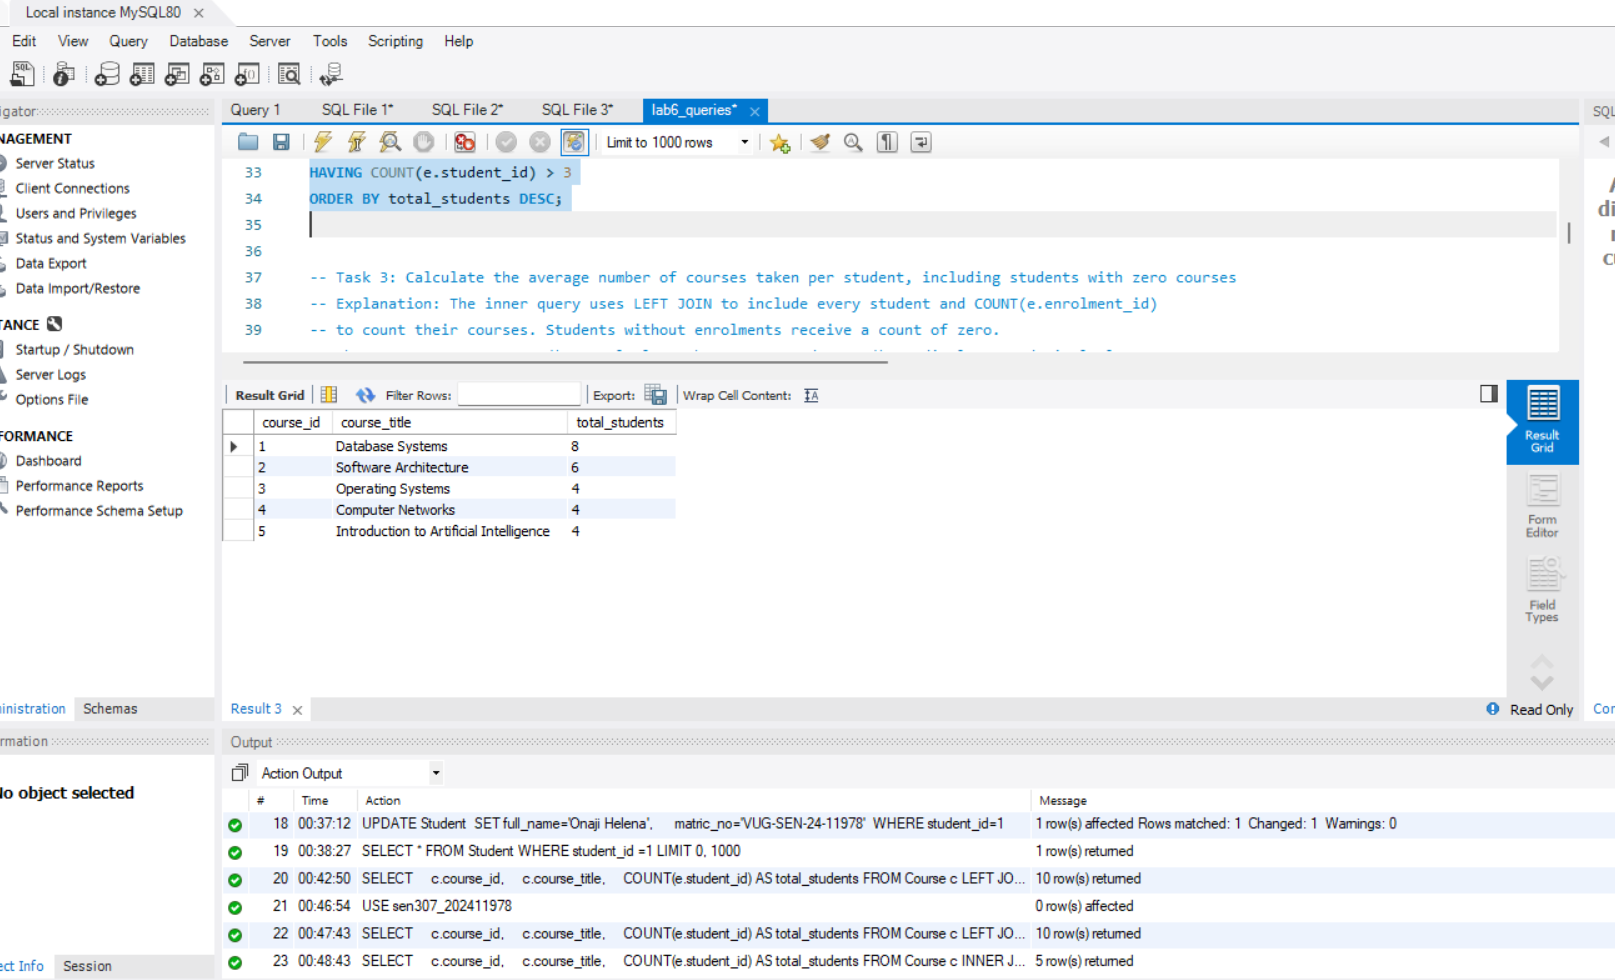 Local instance MySQL80
Edit View Query Database Server Tools Scripting Help
Query 1 SQL File 1* SQL File 2* SQL File 3* lab6_queries*
SQL
Limit to 1000 rows
MANAGEMENT
Server Status
Client Connections
Users and Privileges
Status and System Variables
Data Export
Data Import/Restore
INSTANCE
Startup / Shutdown
Server Logs
Options File
PERFORMANCE
Dashboard
Performance Reports
Performance Schema Setup
33 HAVING COUNT(e.student_id) > 3
34 ORDER BY total_students DESC;
35
36
37 -- Task 3: Calculate the average number of courses taken per student, including students with zero courses
38 -- Explanation: The inner query uses LEFT JOIN to include every student and COUNT(e.enrolment_id)
39 -- to count their courses. Students without enrolments receive a count of zero.
Result Grid Filter Rows: Export: Wrap Cell Content:
course_id course_title total_students
1 Database Systems 8
2 Software Architecture 6
3 Operating Systems 4
4 Computer Networks 4
5 Introduction to Artificial Intelligence 4
Result Grid
Form Editor
Field Types
Administration Schemas
Result 3
Read Only
No object selected
Output
Action Output
# Time Action Message
18 00:37:12 UPDATE Student SET full_name='Onaji Helena', matric_no='VUG-SEN-24-11978' WHERE student_id=1 1 row(s) affected Rows matched: 1 Changed: 1 Warnings: 0
19 00:38:27 SELECT * FROM Student WHERE student_id =1 LIMIT 0, 1000 1 row(s) returned
20 00:42:50 SELECT c.course_id, c.course_title, COUNT(e.student_id) AS total_students FROM Course c LEFT JO... 10 row(s) returned
21 00:46:54 USE sen307_202411978 0 row(s) affected
22 00:47:43 SELECT c.course_id, c.course_title, COUNT(e.student_id) AS total_students FROM Course c LEFT JO... 10 row(s) returned
23 00:48:43 SELECT c.course_id, c.course_title, COUNT(e.student_id) AS total_students FROM Course c INNER J... 5 row(s) returned
Object Info Session